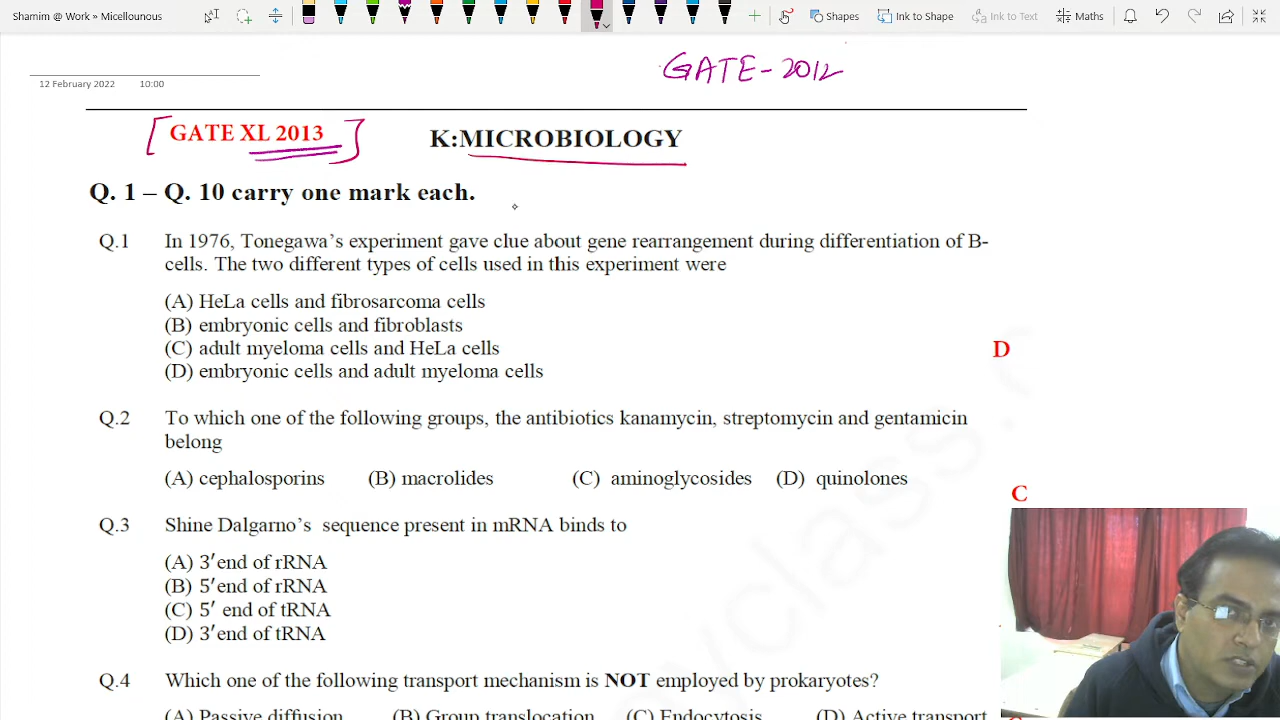 Shamim @ Work » Micellounous
Shapes
Ink to Shape
Ink to Text
Maths
GATE-2012
12 February 2022 10:00
[GATE XL 2013]
K:MICROBIOLOGY
Q. 1 – Q. 10 carry one mark each.
Q.1 In 1976, Tonegawa’s experiment gave clue about gene rearrangement during differentiation of B-
cells. The two different types of cells used in this experiment were
(A) HeLa cells and fibrosarcoma cells
(B) embryonic cells and fibroblasts
(C) adult myeloma cells and HeLa cells
D
(D) embryonic cells and adult myeloma cells
Q.2 To which one of the following groups, the antibiotics kanamycin, streptomycin and gentamicin
belong
(A) cephalosporins (B) macrolides (C) aminoglycosides (D) quinolones
C
Q.3 Shine Dalgarno’s sequence present in mRNA binds to
(A) 3′end of rRNA
(B) 5′end of rRNA
(C) 5′ end of tRNA
(D) 3′end of tRNA
Q.4 Which one of the following transport mechanism is NOT employed by prokaryotes?
(A) Passive diffusion (B) Group translocation (C) Endocytosis (D) Active transport